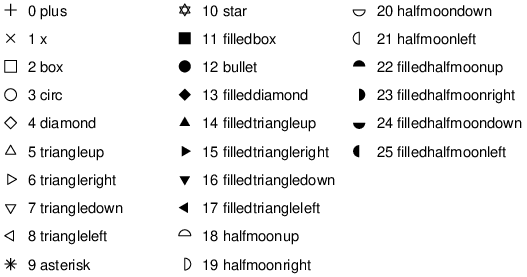 0 plus
1 x
2 box
3 circ
4 diamond
5 triangleup
6 triangleright
7 triangledown
8 triangleleft
9 asterisk
10 star
11 filledbox
12 bullet
13 filleddiamond
14 filledtriangleup
15 filledtriangleright
16 filledtriangledown
17 filledtriangleleft
18 halfmoonup
19 halfmoonright
20 halfmoondown
21 halfmoonleft
22 filledhalfmoonup
23 filledhalfmoonright
24 filledhalfmoondown
25 filledhalfmoonleft